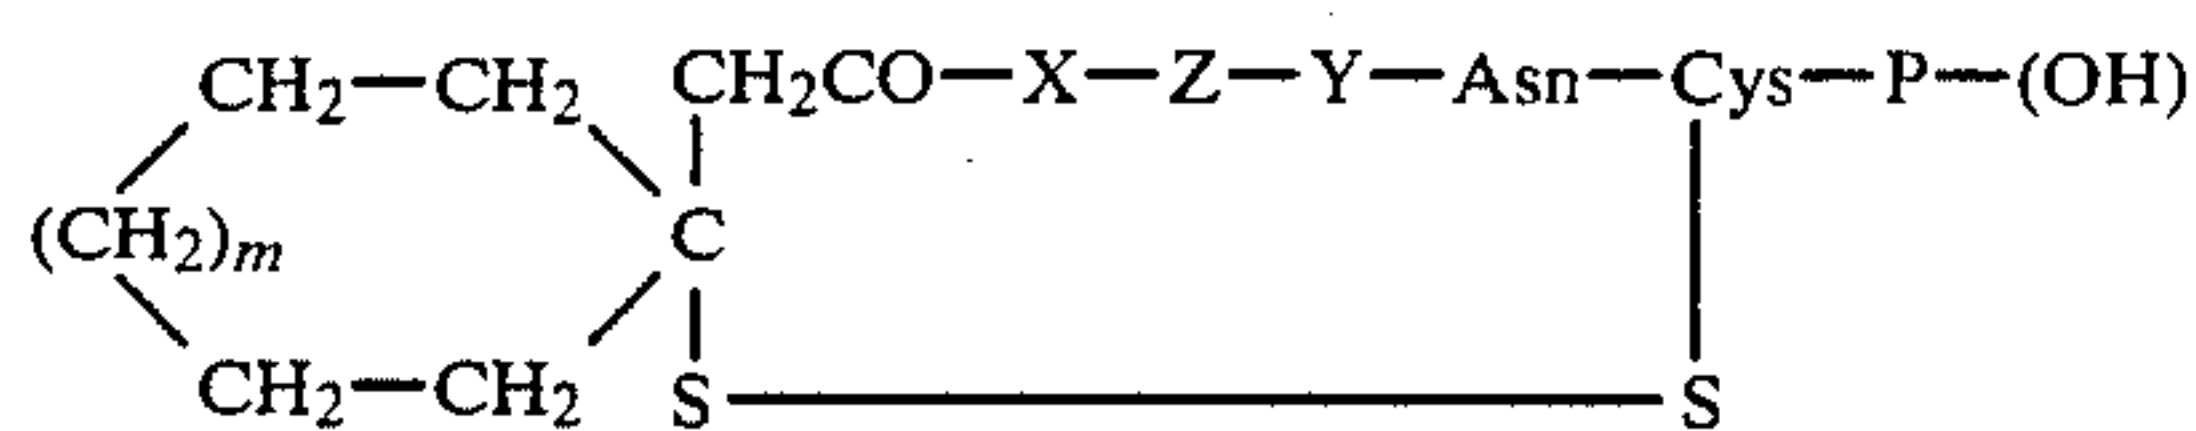 CH₂—CH₂ CH₂CO—X—Z—Y—Asn—Cys—P—(OH)
(CH₂)ₘ C
CH₂—CH₂ S S